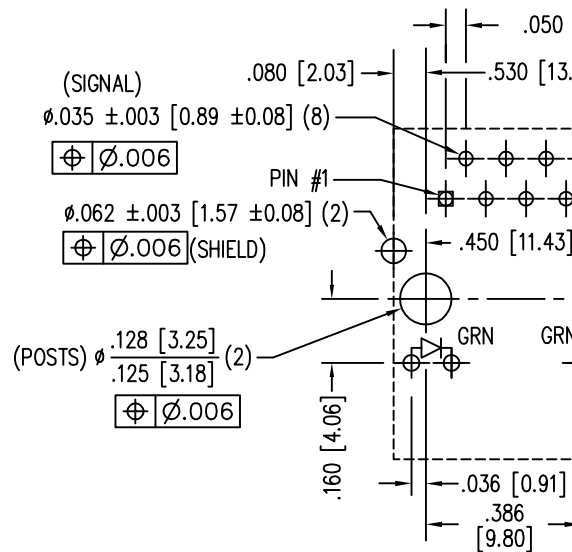 .050
.080 [2.03]
.530 [13.
(SIGNAL)
ø.035 ±.003 [0.89 ±0.08] (8)
⌖ Ø.006
PIN #1
ø.062 ±.003 [1.57 ±0.08] (2)
⌖ Ø.006 (SHIELD)
.450 [11.43]
GRN GRN
(POSTS) ø .128 [3.25]
.125 [3.18] (2)
⌖ Ø.006
.160 [4.06]
.036 [0.91]
.386
[9.80]